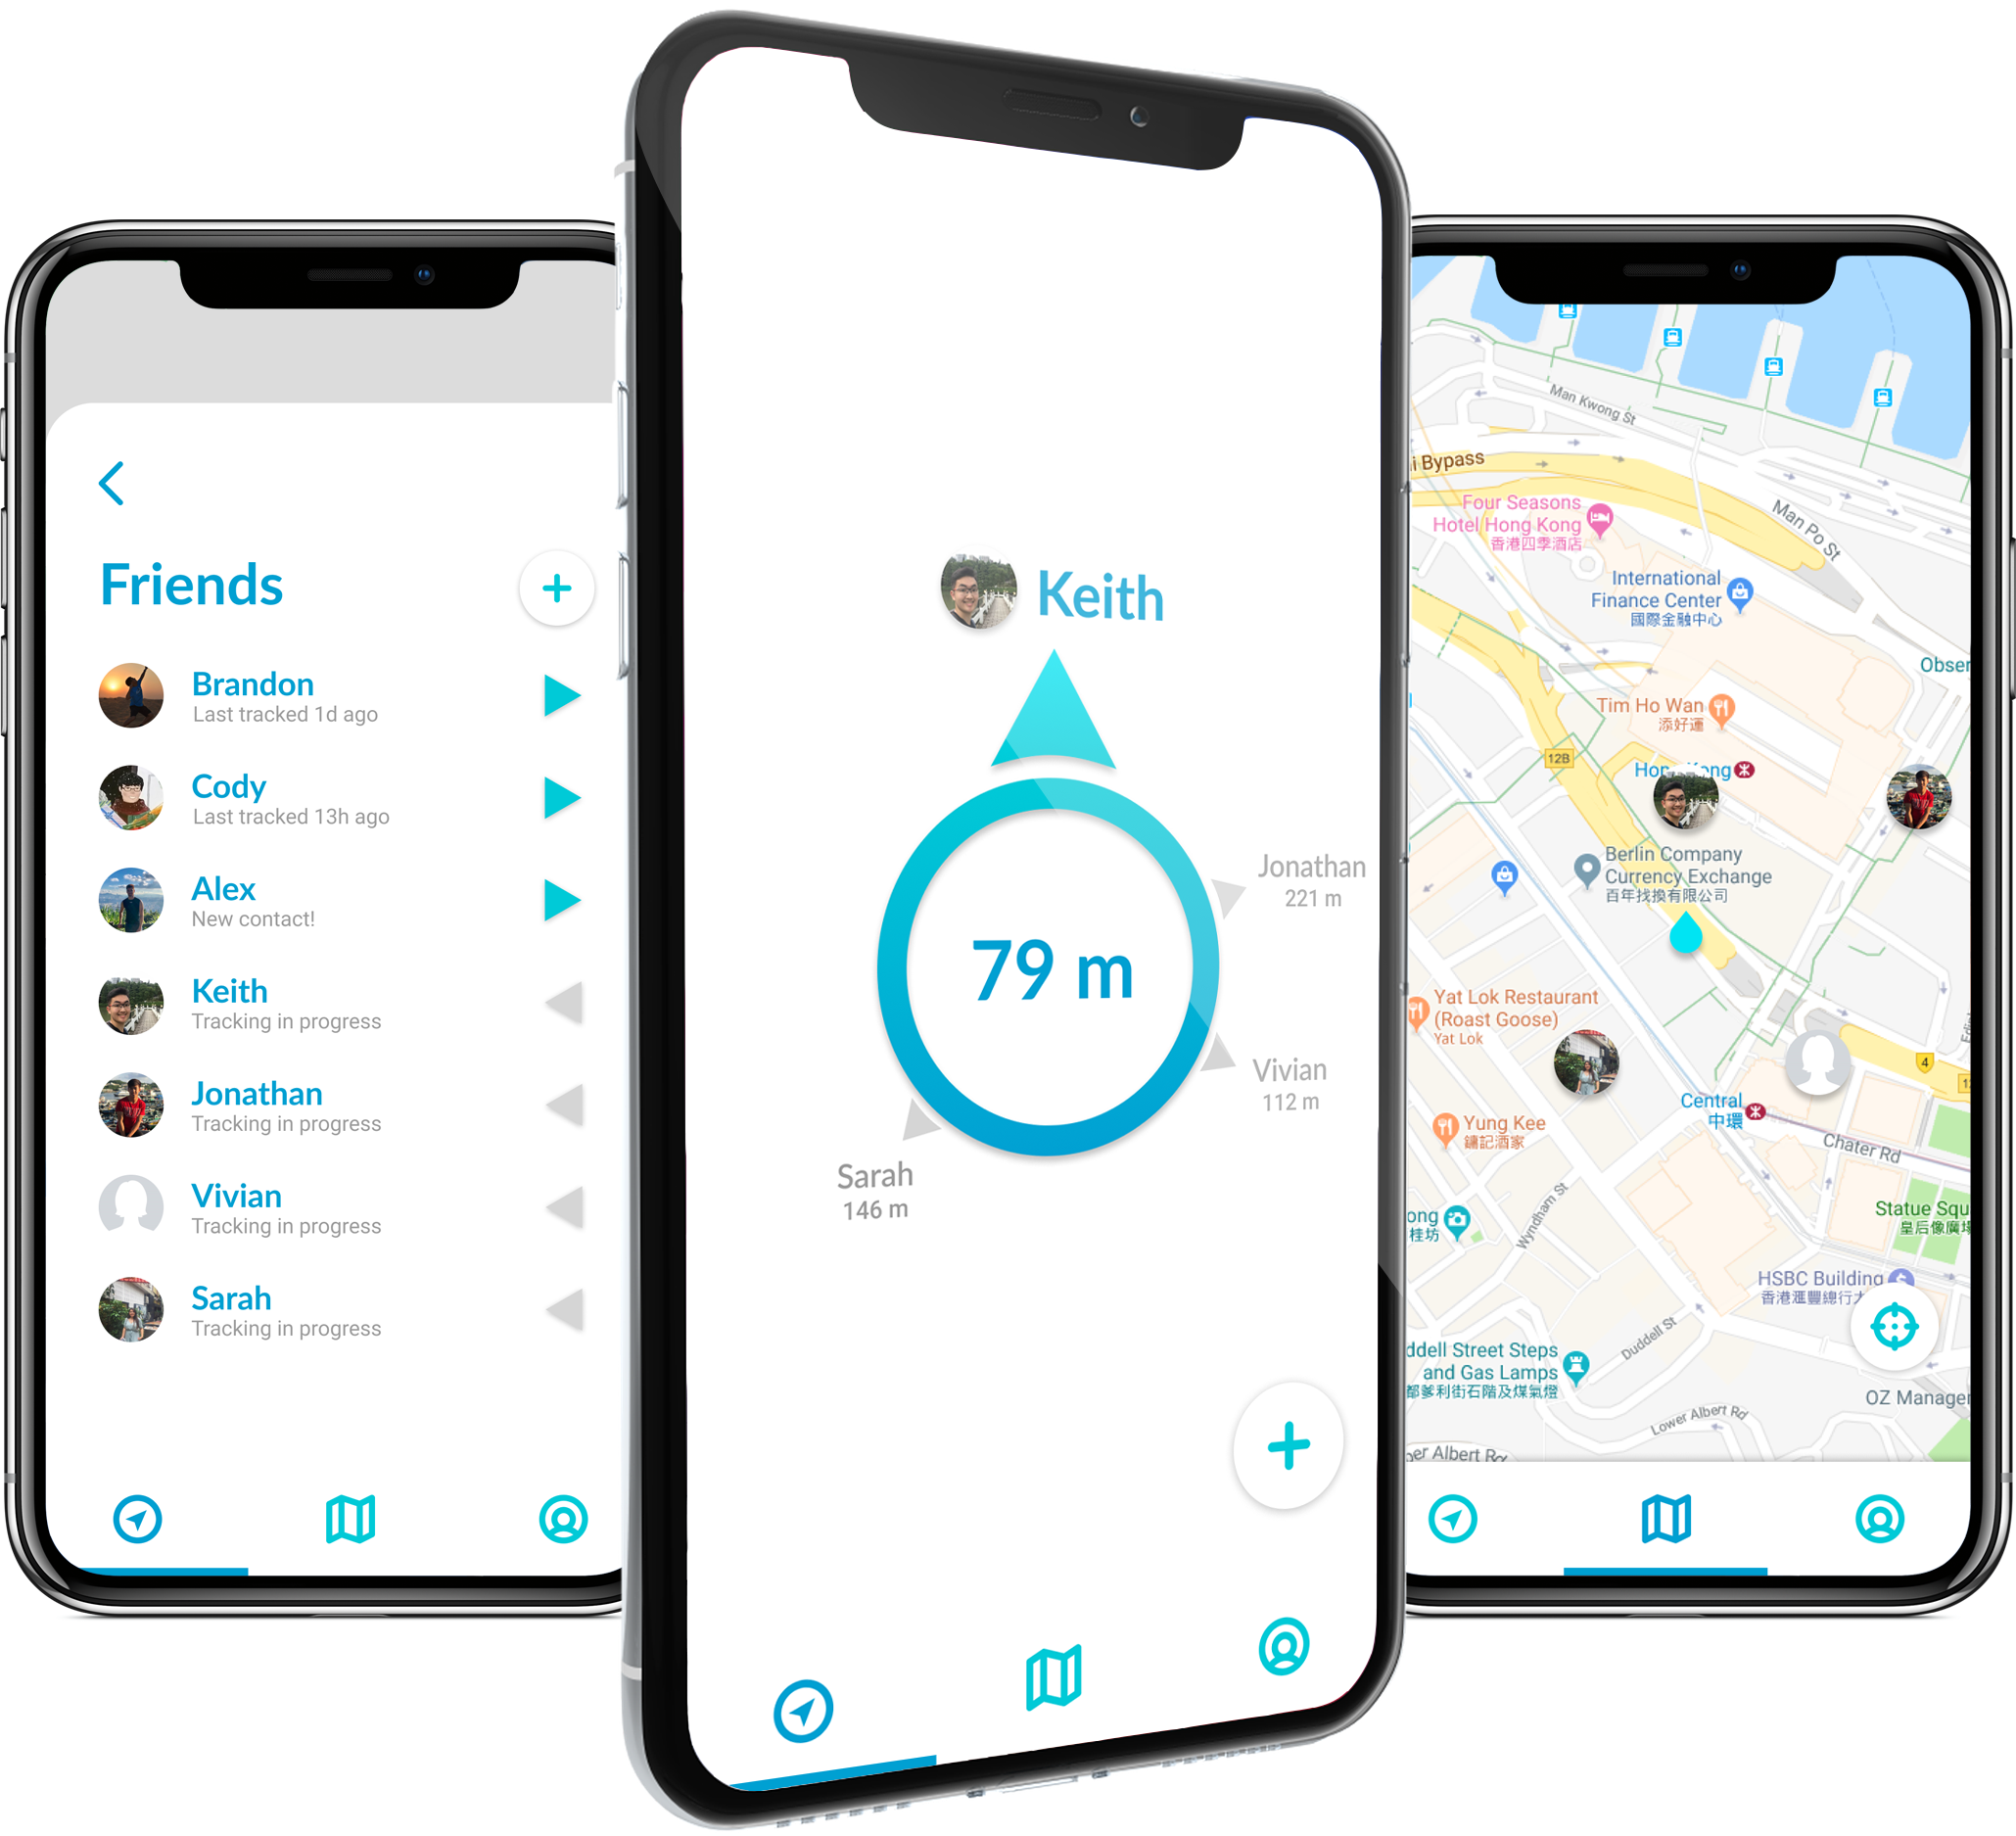 Friends
Brandon
Last tracked 1d ago
Cody
Last tracked 13h ago
Alex
New contact!
Keith
Tracking in progress
Jonathan
Tracking in progress
Vivian
Tracking in progress
Sarah
Tracking in progress
Keith
79 m
Jonathan
221 m
Vivian
112 m
Sarah
146 m
Man Kwong St
i Bypass
Man Po St
Four Seasons
Hotel Hong Kong
香港四季酒店
International
Finance Center
國際金融中心
Obser
Tim Ho Wan
添好運
12B
Berlin Company
Currency Exchange
百年找換有限公司
Yat Lok Restaurant
(Roast Goose)
Yat Lok
4
Central
中環
Yung Kee
鏞記酒家
Chater Rd
Wyndham St
ong
桂坊
Statue Squ
皇后像廣場
HSBC Building
香港滙豐總行大
Duddell St
ddell Street Steps
and Gas Lamps
都爹利街石階及煤氣燈
OZ Manager
Lower Albert Rd
per Albert Rd